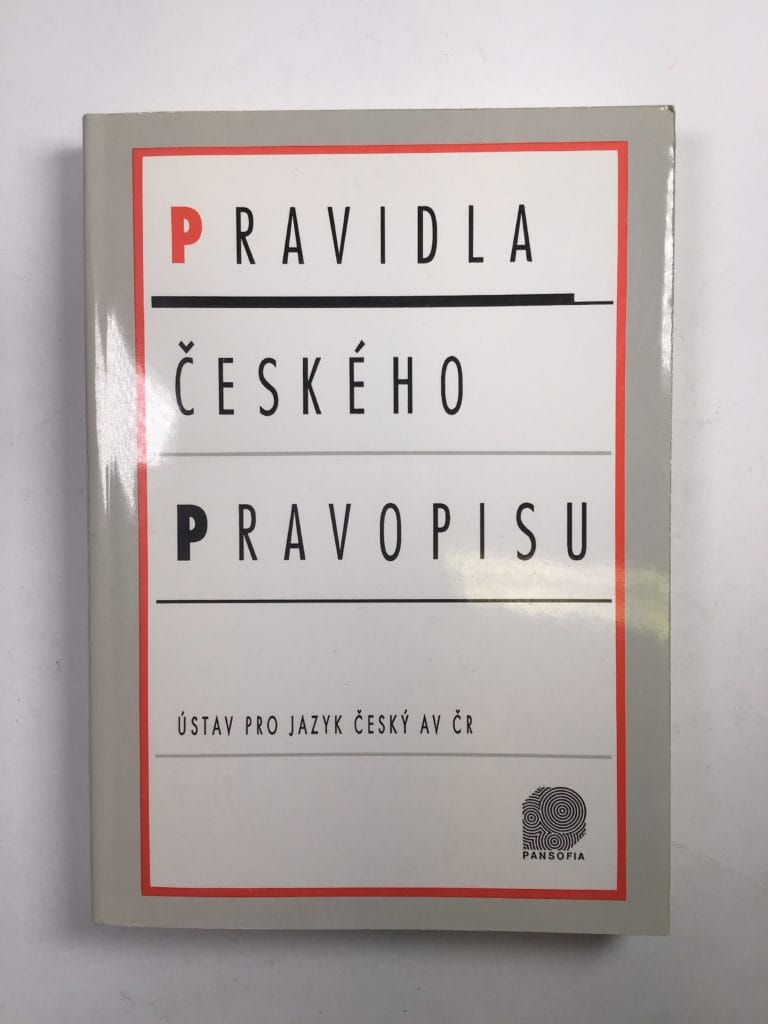 PRAVIDLA
ČESKÉHO
PRAVOPISU
ÚSTAV PRO JAZYK ČESKÝ AV ČR
PANSOFIA